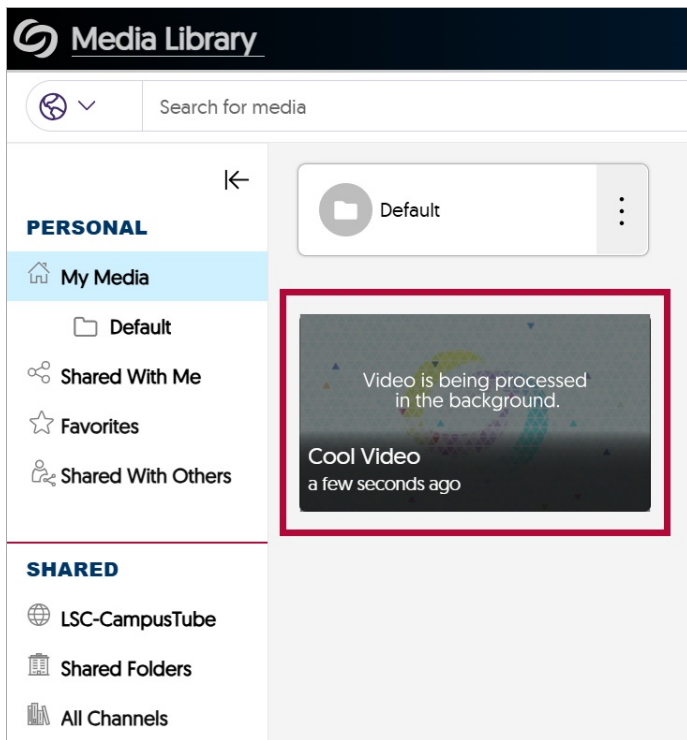 Media Library
Search for media
PERSONAL
My Media
Default
Shared With Me
Favorites
Shared With Others
SHARED
LSC-CampusTube
Shared Folders
All Channels
Default
Video is being processed
in the background.
Cool Video
a few seconds ago